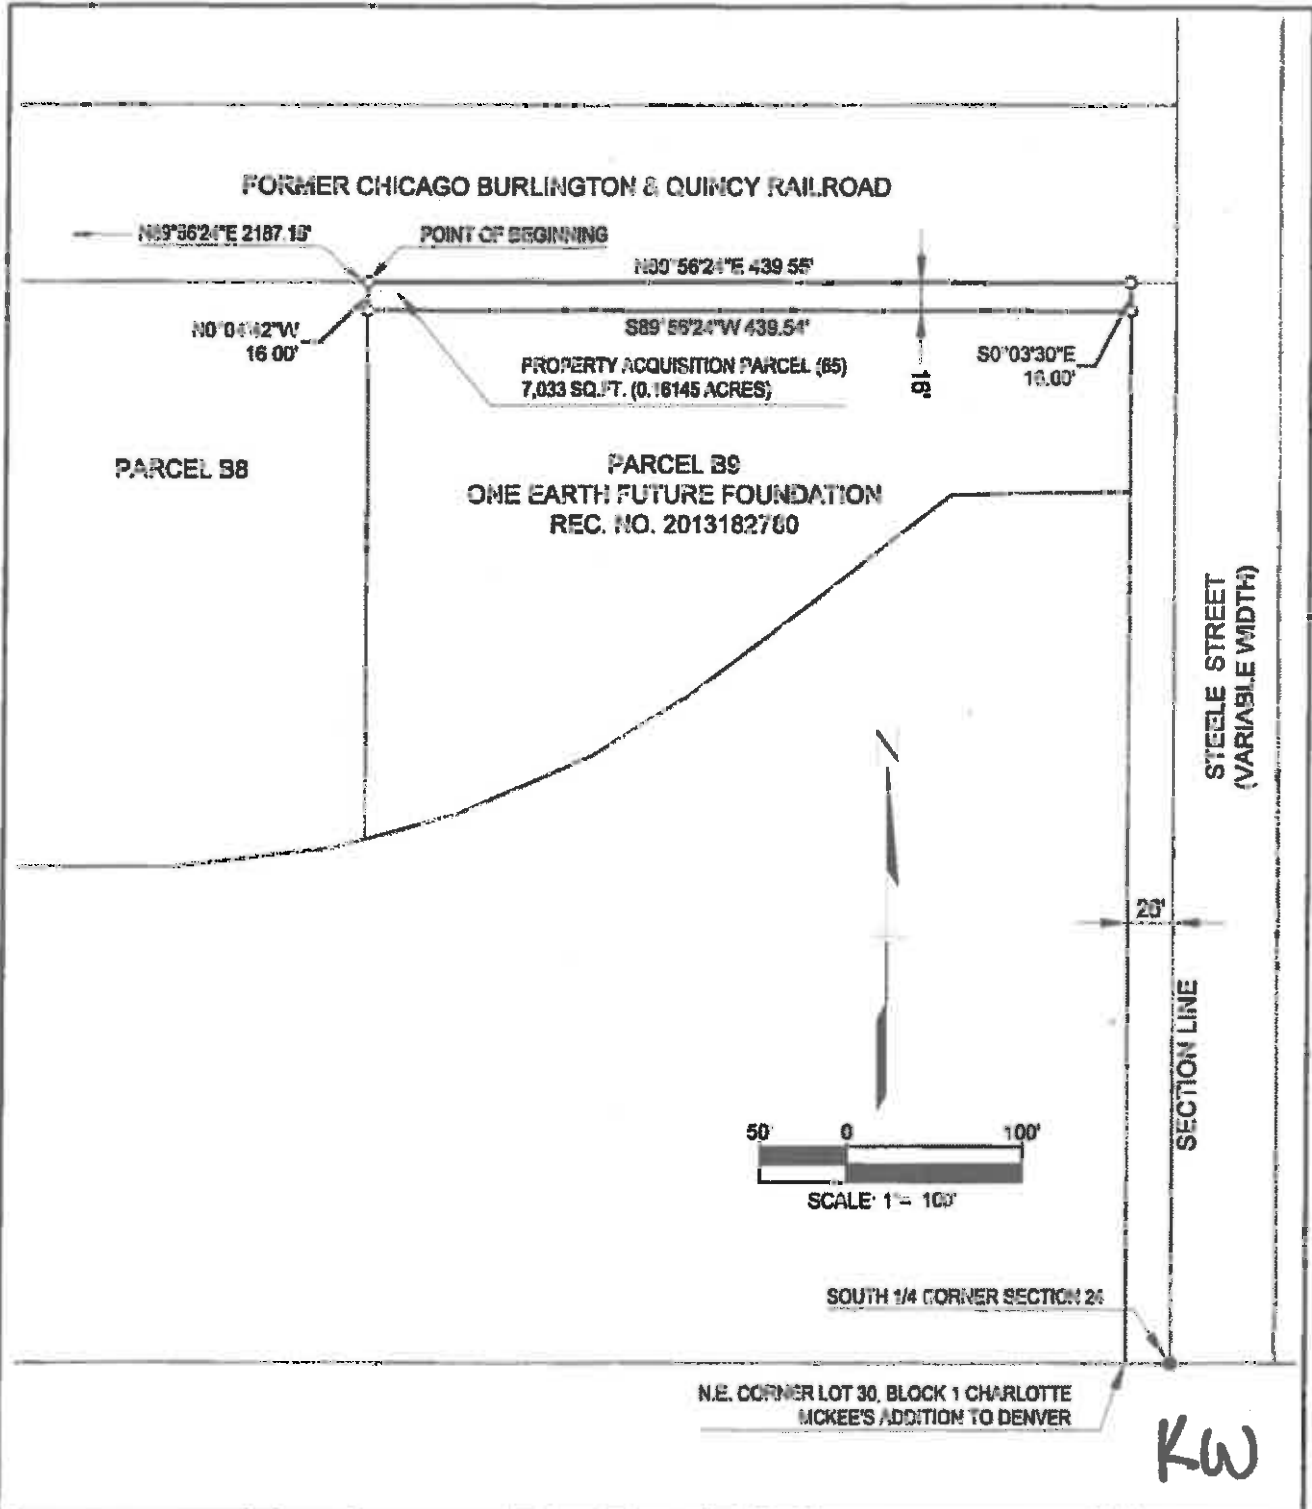 FORMER CHICAGO BURLINGTON & QUINCY RAILROAD
N89°56'24"E 2187.15'
POINT OF BEGINNING
N89°56'24"E 439.55'
S89°56'24"W 439.54'
N0°04'42"W
16.00'
S0°03'30"E
16.00'
16'
PROPERTY ACQUISITION PARCEL (65)
7,033 SQ.FT. (0.16145 ACRES)
PARCEL B8
PARCEL B9
ONE EARTH FUTURE FOUNDATION
REC. NO. 2013182780
STEELE STREET
(VARIABLE WIDTH)
N
SECTION LINE
50' 0 100'
SCALE: 1" = 100'
SOUTH 1/4 CORNER SECTION 24
N.E. CORNER LOT 30, BLOCK 1 CHARLOTTE
MCKEE'S ADDITION TO DENVER
KW